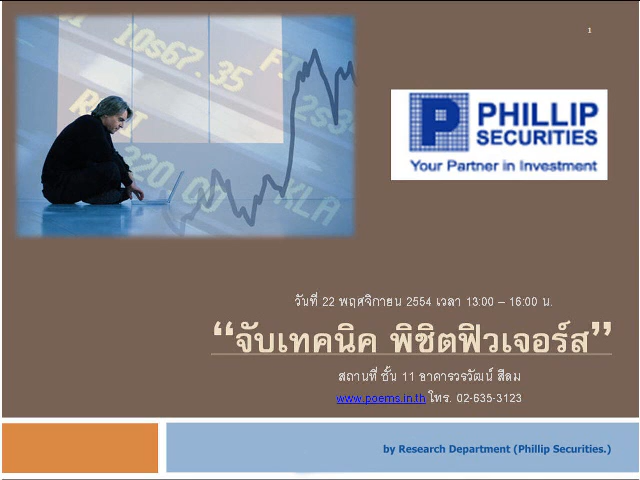 1
10s67.35
PHILLIP
SECURITIES
Your Partner in Investment
วันที่ 22 พฤศจิกายน 2554 เวลา 13:00 – 16:00 น.
“จับเทคนิค พิชิตฟิวเจอร์ส”
สถานที่ ชั้น 11 อาคารวรวัฒน์ สีลม
www.poems.in.th โทร. 02-635-3123
by Research Department (Phillip Securities.)